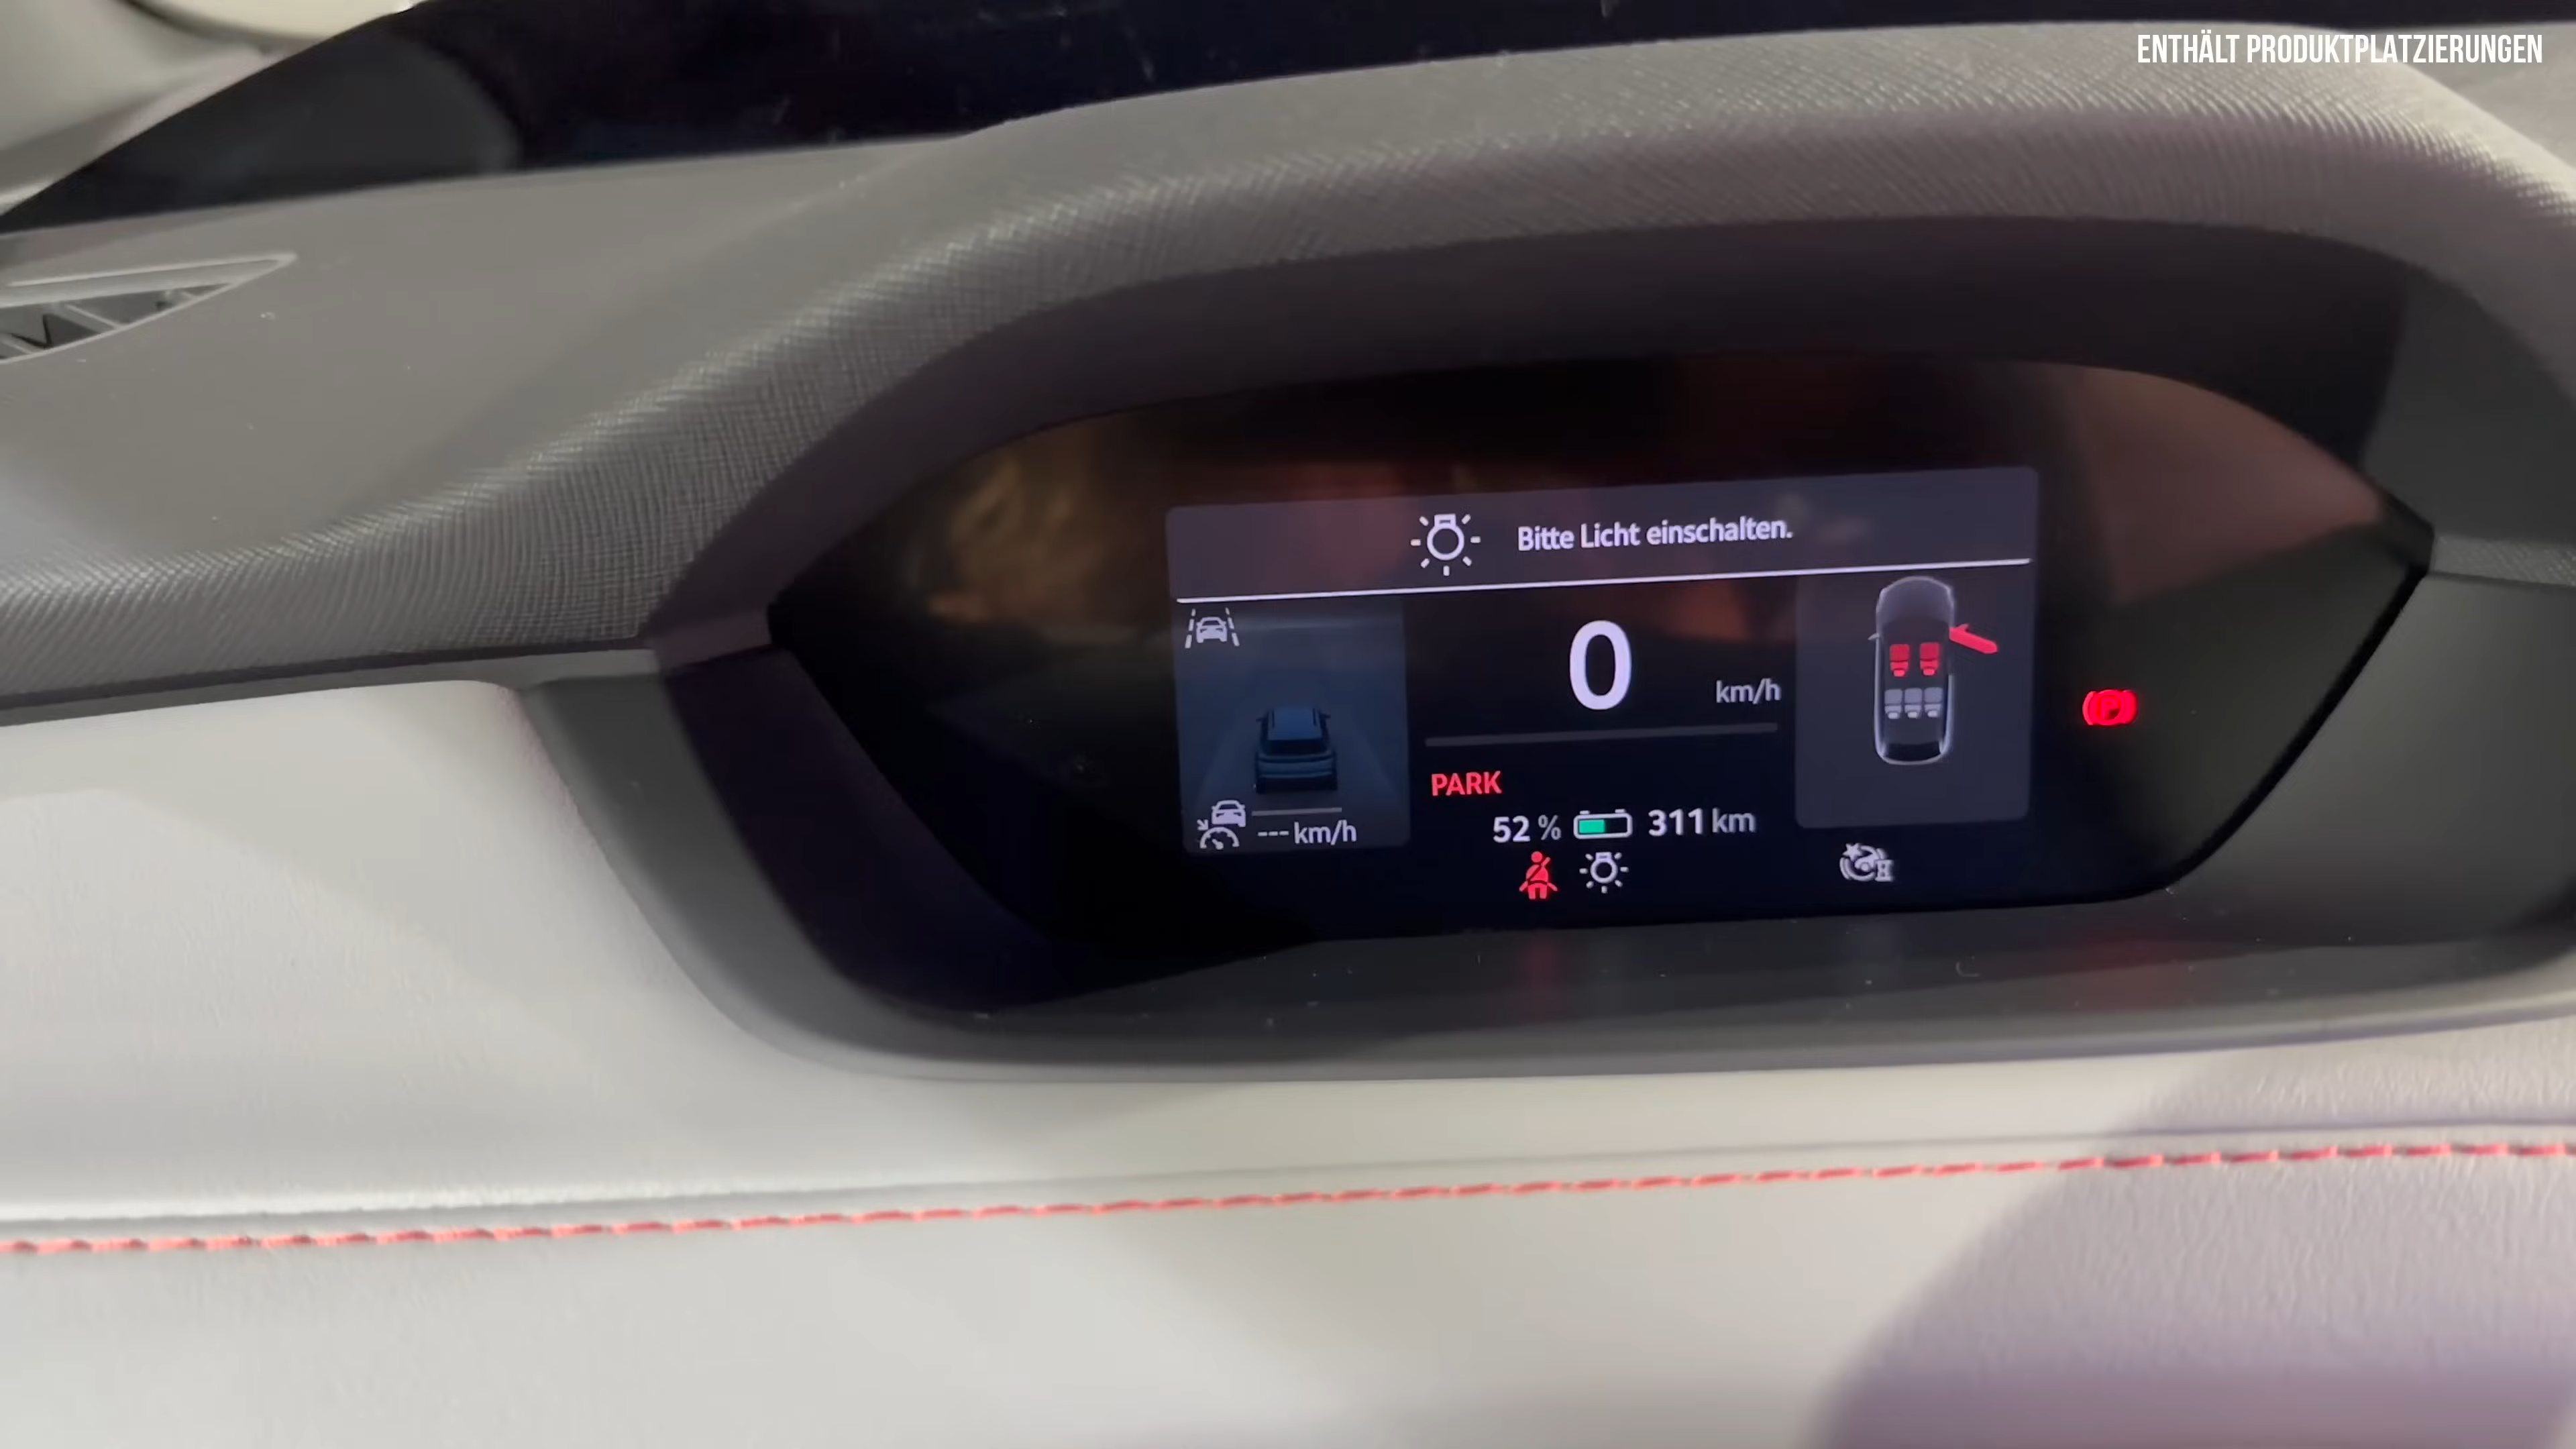 ENTHÄLT PRODUKTPLATZIERUNGEN
Bitte Licht einschalten.
0 km/h
PARK
--- km/h
52 % 311 km
P